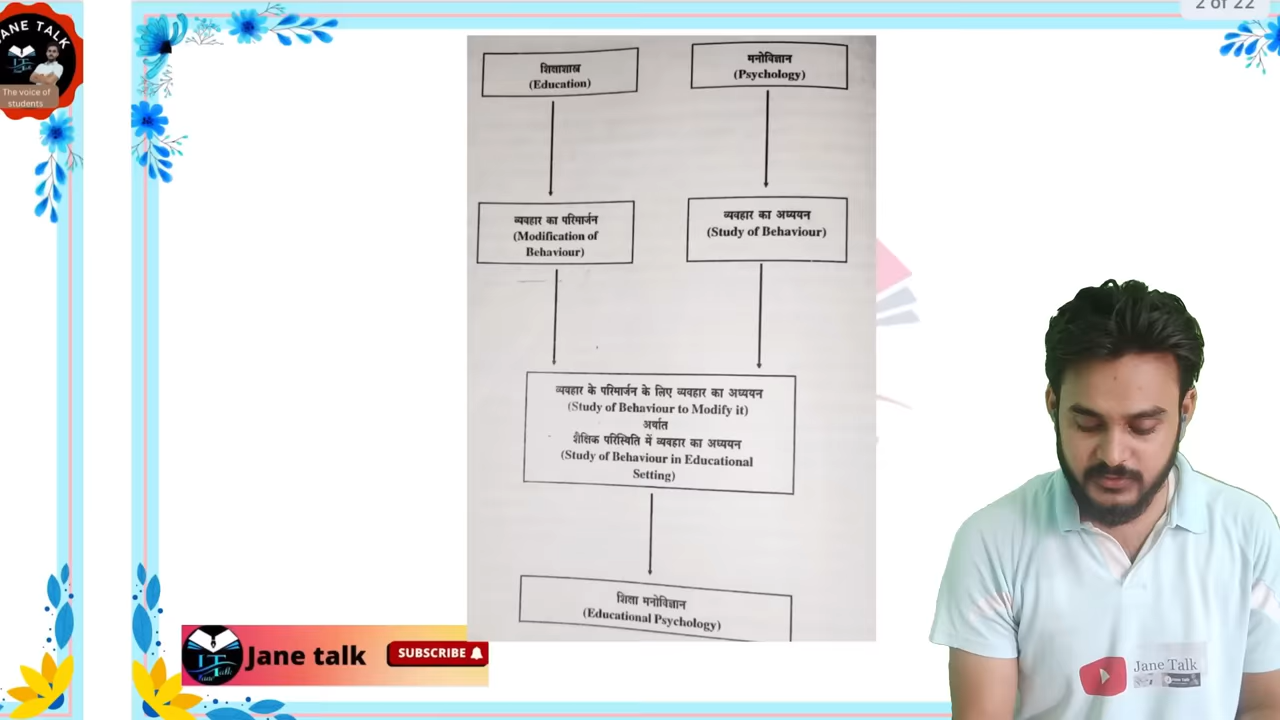 2 of 22
JANE TALK
The voice of
students
शिक्षाशास्त्र
(Education)
मनोविज्ञान
(Psychology)
व्यवहार का परिमार्जन
(Modification of
Behaviour)
व्यवहार का अध्ययन
(Study of Behaviour)
व्यवहार के परिमार्जन के लिए व्यवहार का अध्ययन
(Study of Behaviour to Modify it)
अर्थात
शैक्षिक परिस्थिति में व्यवहार का अध्ययन
(Study of Behaviour in Educational
Setting)
शिक्षा मनोविज्ञान
(Educational Psychology)
Jane talk
SUBSCRIBE
Jane Talk